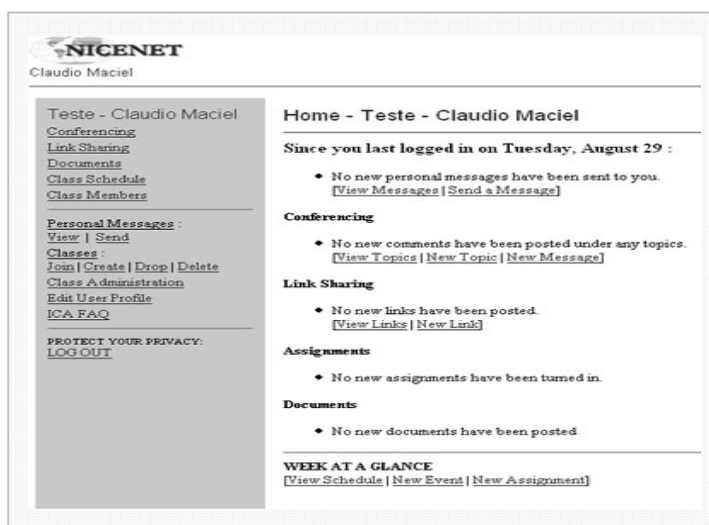 NICENET
Claudio Maciel
Teste - Claudio Maciel
Conferencing
Link Sharing
Documents
Class Schedule
Class Members
Personal Messages :
View | Send
Classes :
Join | Create | Drop | Delete
Class Administration
Edit User Profile
ICA FAQ
PROTECT YOUR PRIVACY:
LOG OUT
Home - Teste - Claudio Maciel
Since you last logged in on Tuesday, August 29 :
• No new personal messages have been sent to you.
[View Messages | Send a Message]
Conferencing
• No new comments have been posted under any topics.
[View Topics | New Topic | New Message]
Link Sharing
• No new links have been posted.
[View Links | New Link]
Assignments
• No new assignments have been turned in.
Documents
• No new documents have been posted
WEEK AT A GLANCE
[View Schedule | New Event | New Assignment]